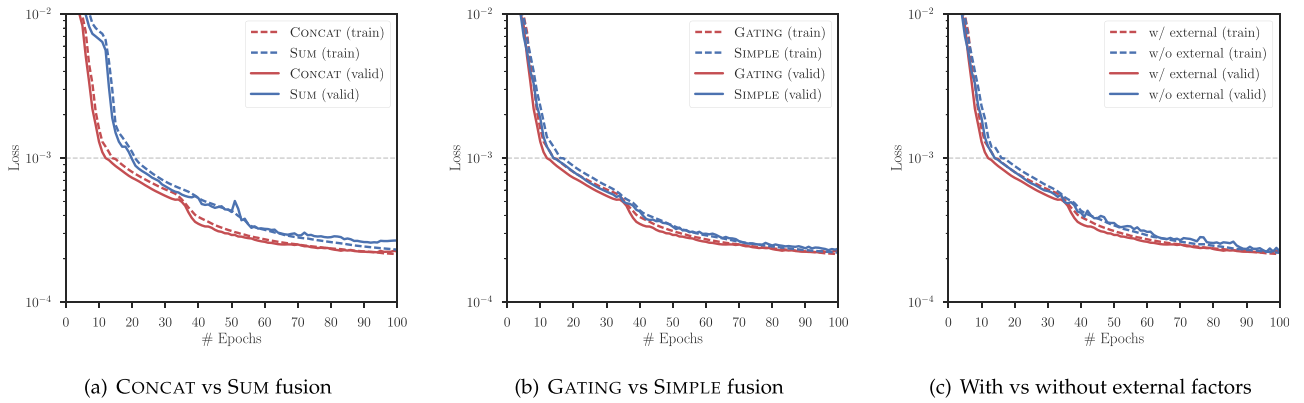 10⁻²
10⁻³
10⁻⁴
Loss
CONCAT (train)
SUM (train)
CONCAT (valid)
SUM (valid)
0 10 20 30 40 50 60 70 80 90 100
# Epochs
(a) CONCAT vs SUM fusion
10⁻²
10⁻³
10⁻⁴
Loss
GATING (train)
SIMPLE (train)
GATING (valid)
SIMPLE (valid)
0 10 20 30 40 50 60 70 80 90 100
# Epochs
(b) GATING vs SIMPLE fusion
10⁻²
10⁻³
10⁻⁴
Loss
w/ external (train)
w/o external (train)
w/ external (valid)
w/o external (valid)
0 10 20 30 40 50 60 70 80 90 100
# Epochs
(c) With vs without external factors